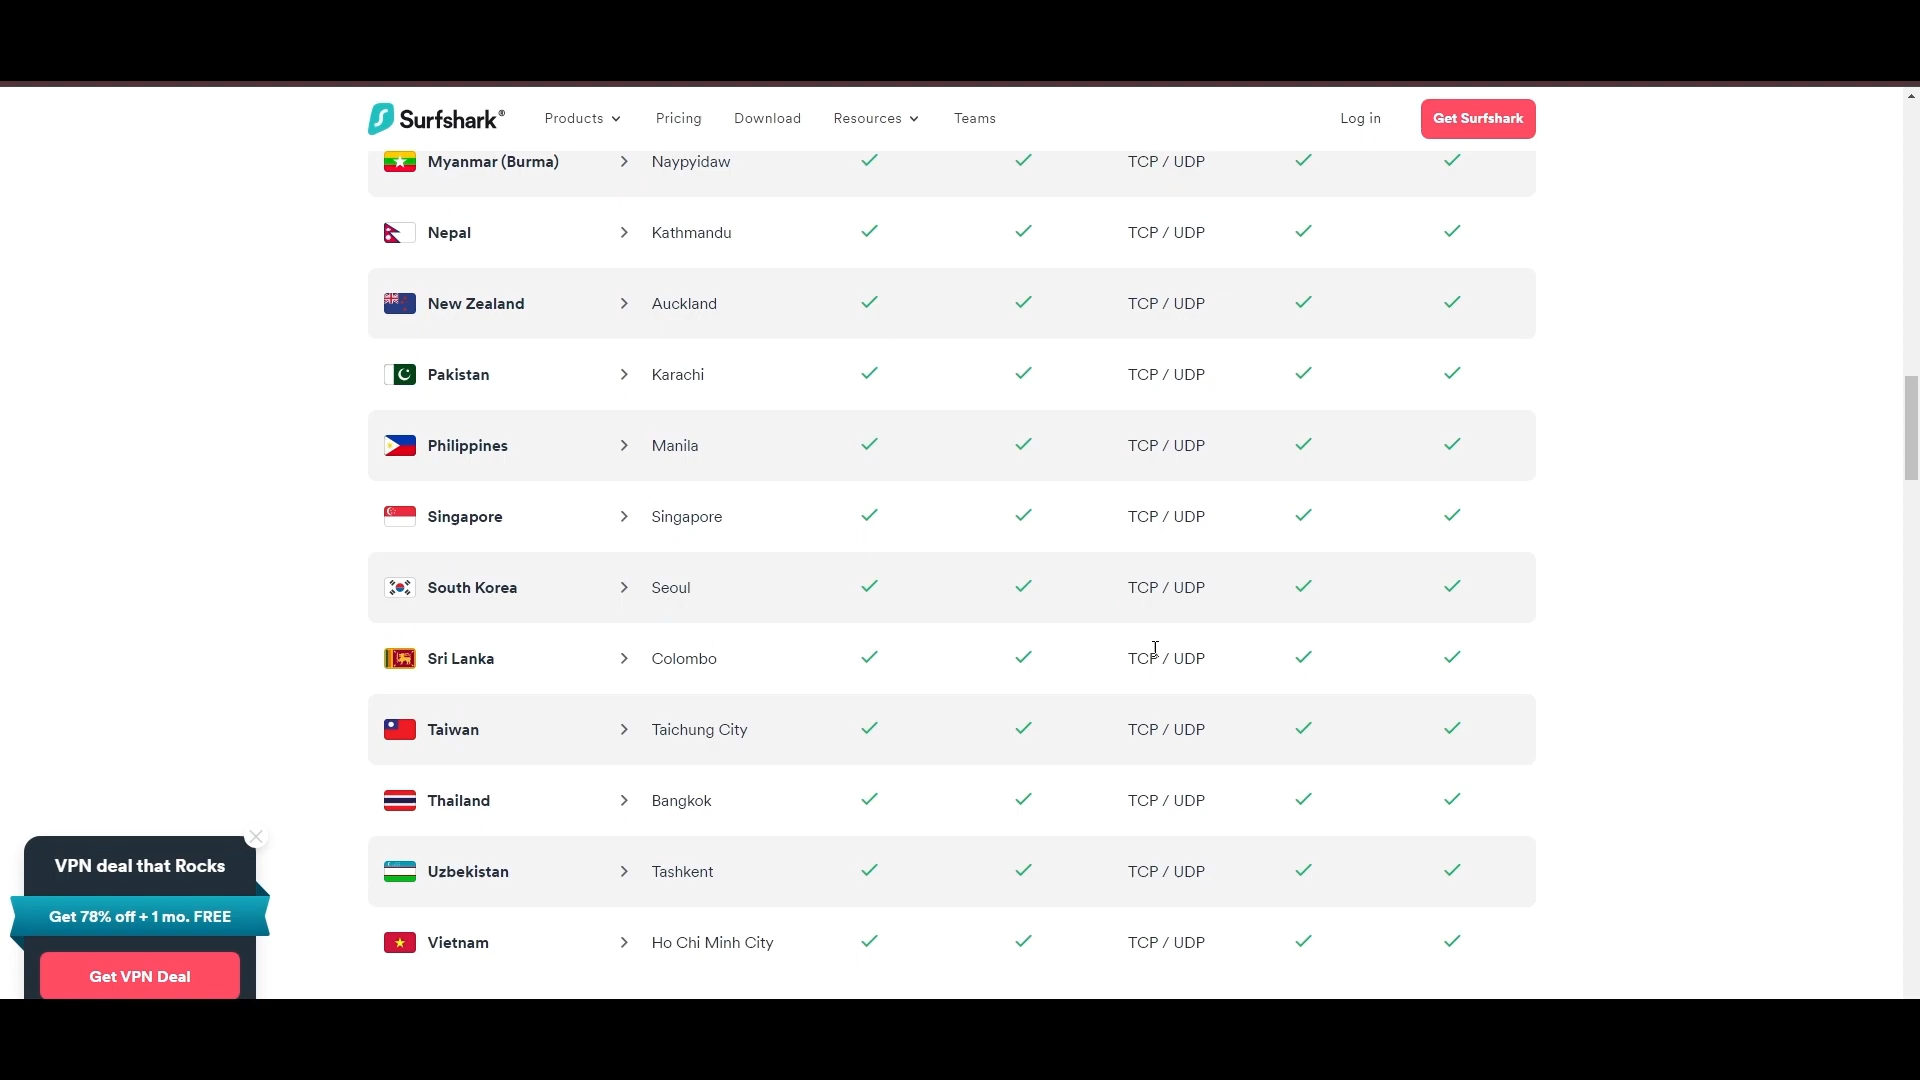 Surfshark®
Products
Pricing
Download
Resources
Teams
Log in
Get Surfshark
Myanmar (Burma) Naypyidaw TCP / UDP
Nepal Kathmandu TCP / UDP
New Zealand Auckland TCP / UDP
Pakistan Karachi TCP / UDP
Philippines Manila TCP / UDP
Singapore Singapore TCP / UDP
South Korea Seoul TCP / UDP
Sri Lanka Colombo TCP / UDP
Taiwan Taichung City TCP / UDP
Thailand Bangkok TCP / UDP
Uzbekistan Tashkent TCP / UDP
Vietnam Ho Chi Minh City TCP / UDP
VPN deal that Rocks
Get 78% off + 1 mo. FREE
Get VPN Deal